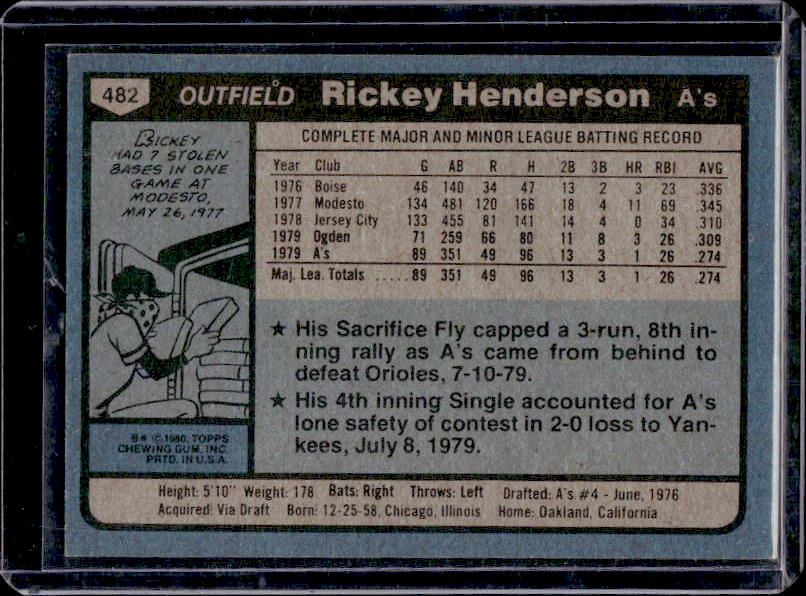 482 OUTFIELD Rickey Henderson A's
RICKEY
HAD 7 STOLEN
BASES IN ONE
GAME AT
MODESTO,
MAY 26, 1977
B* © 1980, TOPPS
CHEWING GUM, INC.
PRTD. IN U.S.A.
COMPLETE MAJOR AND MINOR LEAGUE BATTING RECORD
Year Club G AB R H 2B 3B HR RBI AVG
1976 Boise 46 140 34 47 13 2 3 23 .336
1977 Modesto 134 481 120 166 18 4 11 69 .345
1978 Jersey City 133 455 81 141 14 4 0 34 .310
1979 Ogden 71 259 66 80 11 8 3 26 .309
1979 A's 89 351 49 96 13 3 1 26 .274
Maj. Lea. Totals .....89 351 49 96 13 3 1 26 .274
★ His Sacrifice Fly capped a 3-run, 8th in-
ning rally as A's came from behind to
defeat Orioles, 7-10-79.
★ His 4th inning Single accounted for A's
lone safety of contest in 2-0 loss to Yan-
kees, July 8, 1979.
Height: 5'10" Weight: 178 Bats: Right Throws: Left Drafted: A's #4 - June, 1976
Acquired: Via Draft Born: 12-25-58, Chicago, Illinois Home: Oakland, California